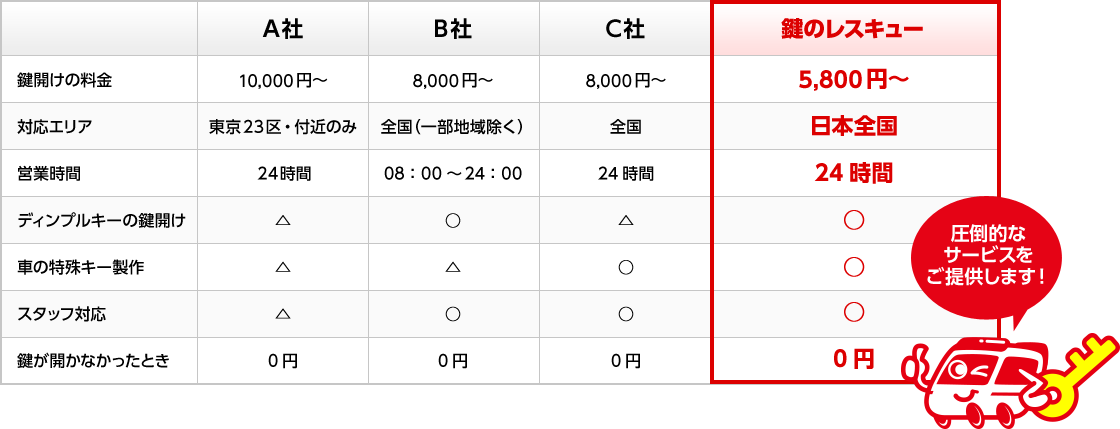 A社 B社 C社 鍵のレスキュー
鍵開けの料金 10,000円～ 8,000円～ 8,000円～ 5,800円～
対応エリア 東京23区・付近のみ 全国（一部地域除く） 全国 日本全国
営業時間 24時間 08：00 ～24：00 24時間 24時間
ディンプルキーの鍵開け △ ○ △ ○
車の特殊キー製作 △ △ ○ ○
スタッフ対応 △ ○ ○ ○
鍵が開かなかったとき 0円 0円 0円 0円
圧倒的な
サービスを
ご提供します！